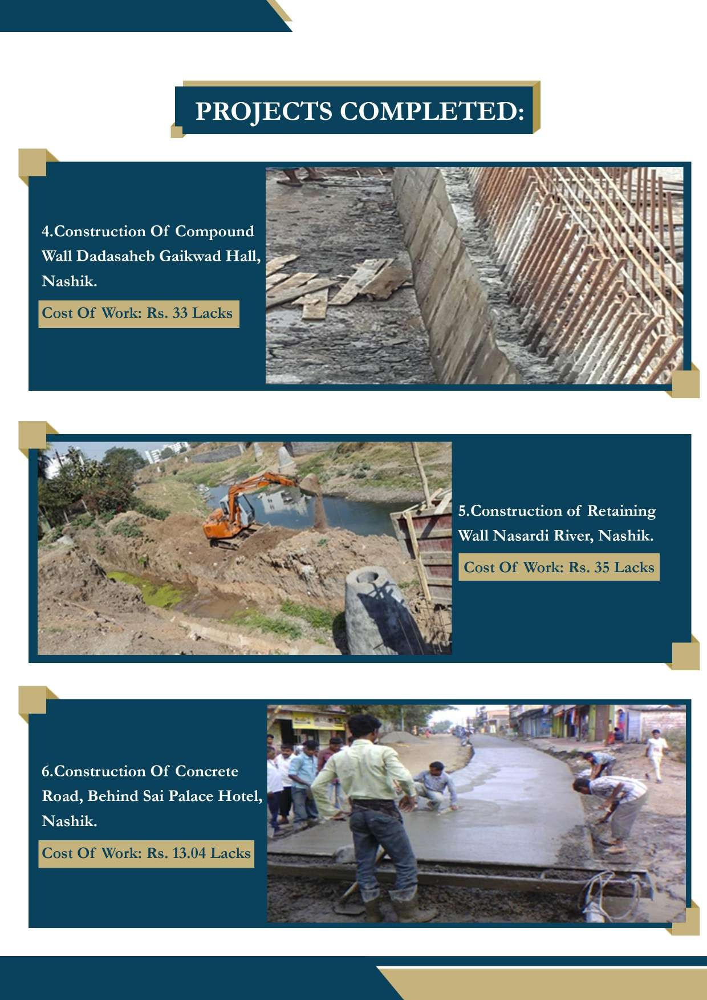 PROJECTS COMPLETED:
4.Construction Of Compound
Wall Dadasaheb Gaikwad Hall,
Nashik.
Cost Of Work: Rs. 33 Lacks
5.Construction of Retaining
Wall Nasardi River, Nashik.
Cost Of Work: Rs. 35 Lacks
6.Construction Of Concrete
Road, Behind Sai Palace Hotel,
Nashik.
Cost Of Work: Rs. 13.04 Lacks